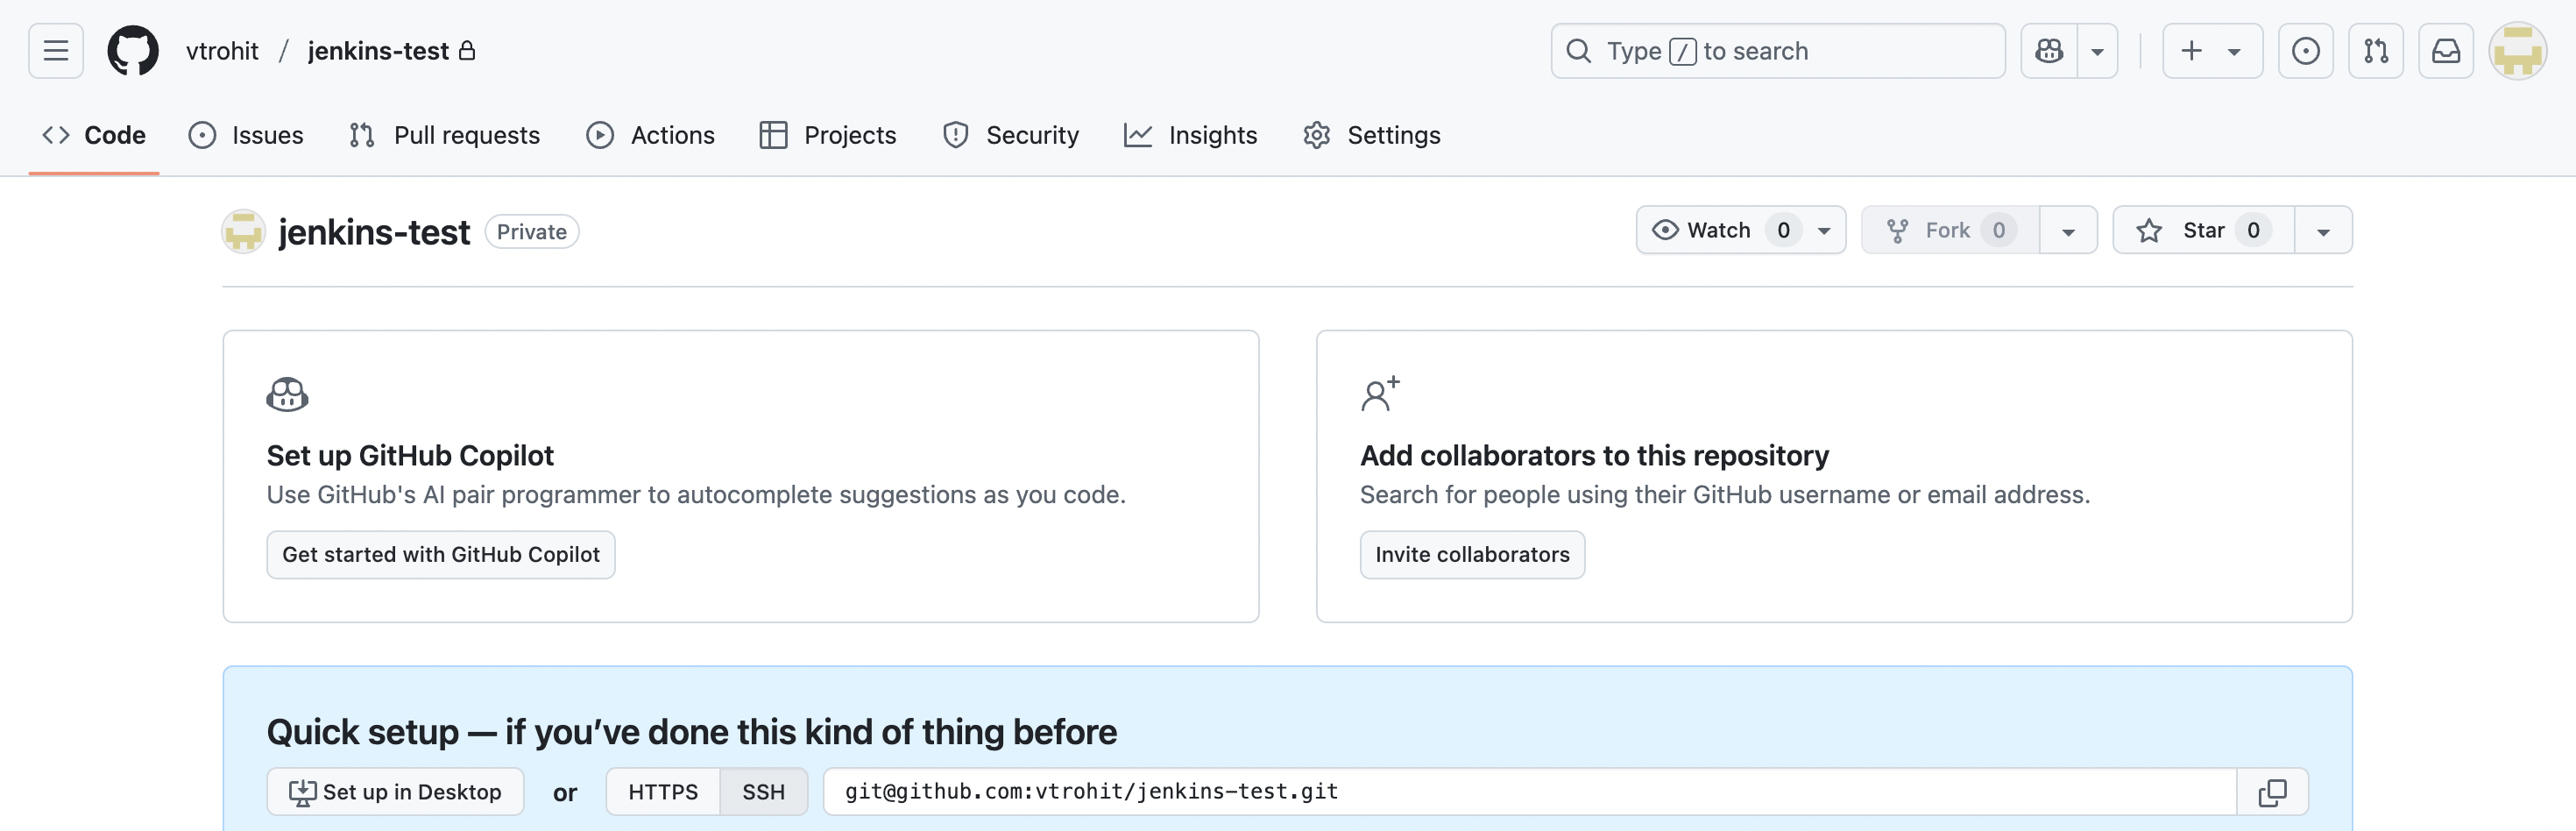 vtrohit / jenkins-test
Type / to search
Code Issues Pull requests Actions Projects Security Insights Settings
jenkins-test Private
Watch 0 Fork 0 Star 0
Set up GitHub Copilot
Use GitHub's AI pair programmer to autocomplete suggestions as you code.
Get started with GitHub Copilot
Add collaborators to this repository
Search for people using their GitHub username or email address.
Invite collaborators
Quick setup — if you’ve done this kind of thing before
Set up in Desktop or HTTPS SSH git@github.com:vtrohit/jenkins-test.git